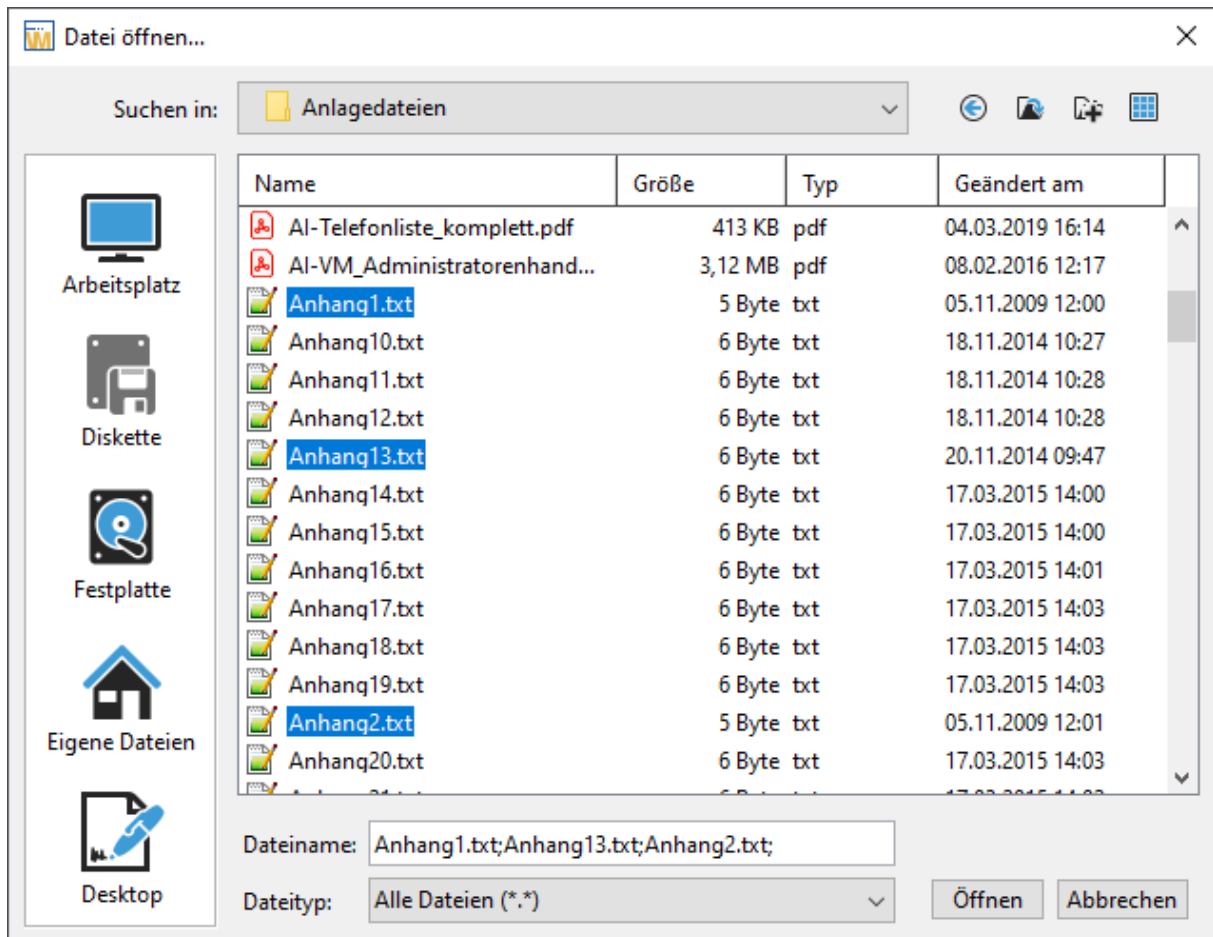 Datei öffnen...
Suchen in: Anlagedateien
Name Größe Typ Geändert am
AI-Telefonliste_komplett.pdf 413 KB pdf 04.03.2019 16:14
AI-VM_Administratorenhand... 3,12 MB pdf 08.02.2016 12:17
Anhang1.txt 5 Byte txt 05.11.2009 12:00
Anhang10.txt 6 Byte txt 18.11.2014 10:27
Anhang11.txt 6 Byte txt 18.11.2014 10:28
Anhang12.txt 6 Byte txt 18.11.2014 10:28
Anhang13.txt 6 Byte txt 20.11.2014 09:47
Anhang14.txt 6 Byte txt 17.03.2015 14:00
Anhang15.txt 6 Byte txt 17.03.2015 14:00
Anhang16.txt 6 Byte txt 17.03.2015 14:01
Anhang17.txt 6 Byte txt 17.03.2015 14:03
Anhang18.txt 6 Byte txt 17.03.2015 14:03
Anhang19.txt 6 Byte txt 17.03.2015 14:03
Anhang2.txt 5 Byte txt 05.11.2009 12:01
Anhang20.txt 6 Byte txt 17.03.2015 14:03
Arbeitsplatz
Diskette
Festplatte
Eigene Dateien
Desktop
Dateiname: Anhang1.txt;Anhang13.txt;Anhang2.txt;
Dateityp: Alle Dateien (*.*) Öffnen Abbrechen